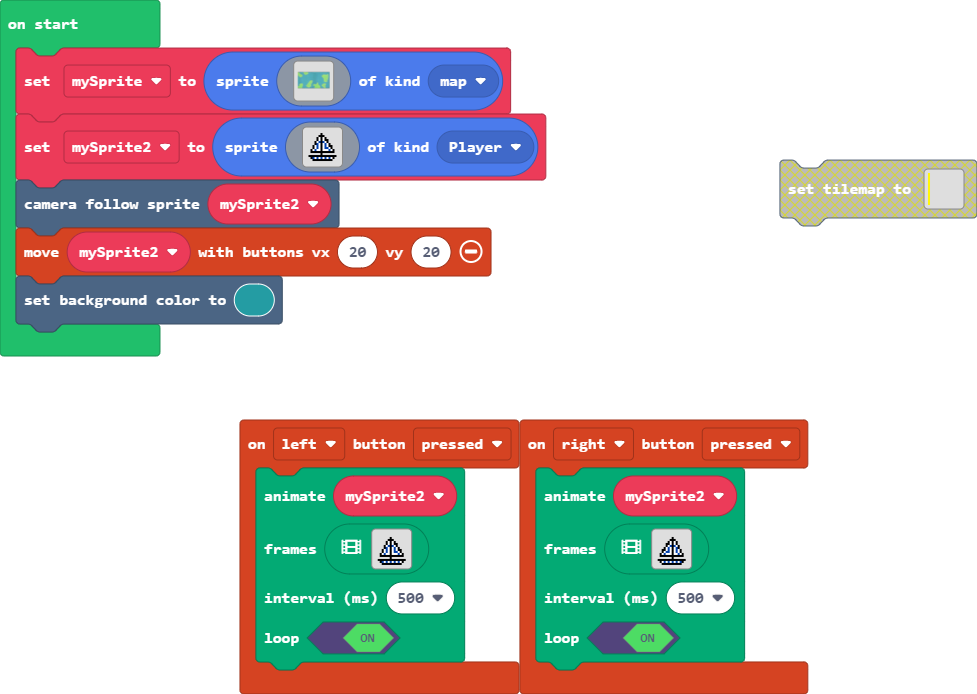 on start
set mySprite to sprite of kind map
set mySprite2 to sprite of kind Player
set tilemap to
camera follow sprite mySprite2
move mySprite2 with buttons vx 20 vy 20
set background color to
on left button pressed
animate mySprite2
frames
interval (ms) 500
loop ON
on right button pressed
animate mySprite2
frames
interval (ms) 500
loop ON